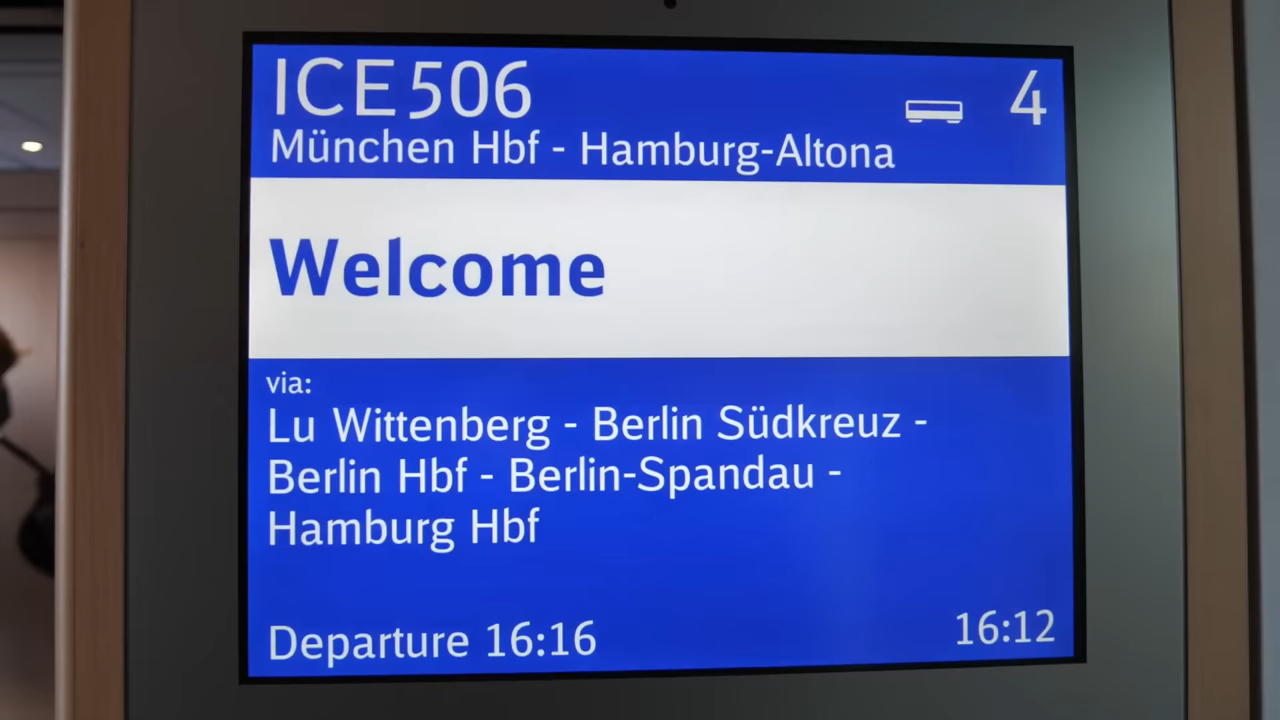 ICE 506
4
München Hbf - Hamburg-Altona
Welcome
via:
Lu Wittenberg - Berlin Südkreuz -
Berlin Hbf - Berlin-Spandau -
Hamburg Hbf
Departure 16:16
16:12